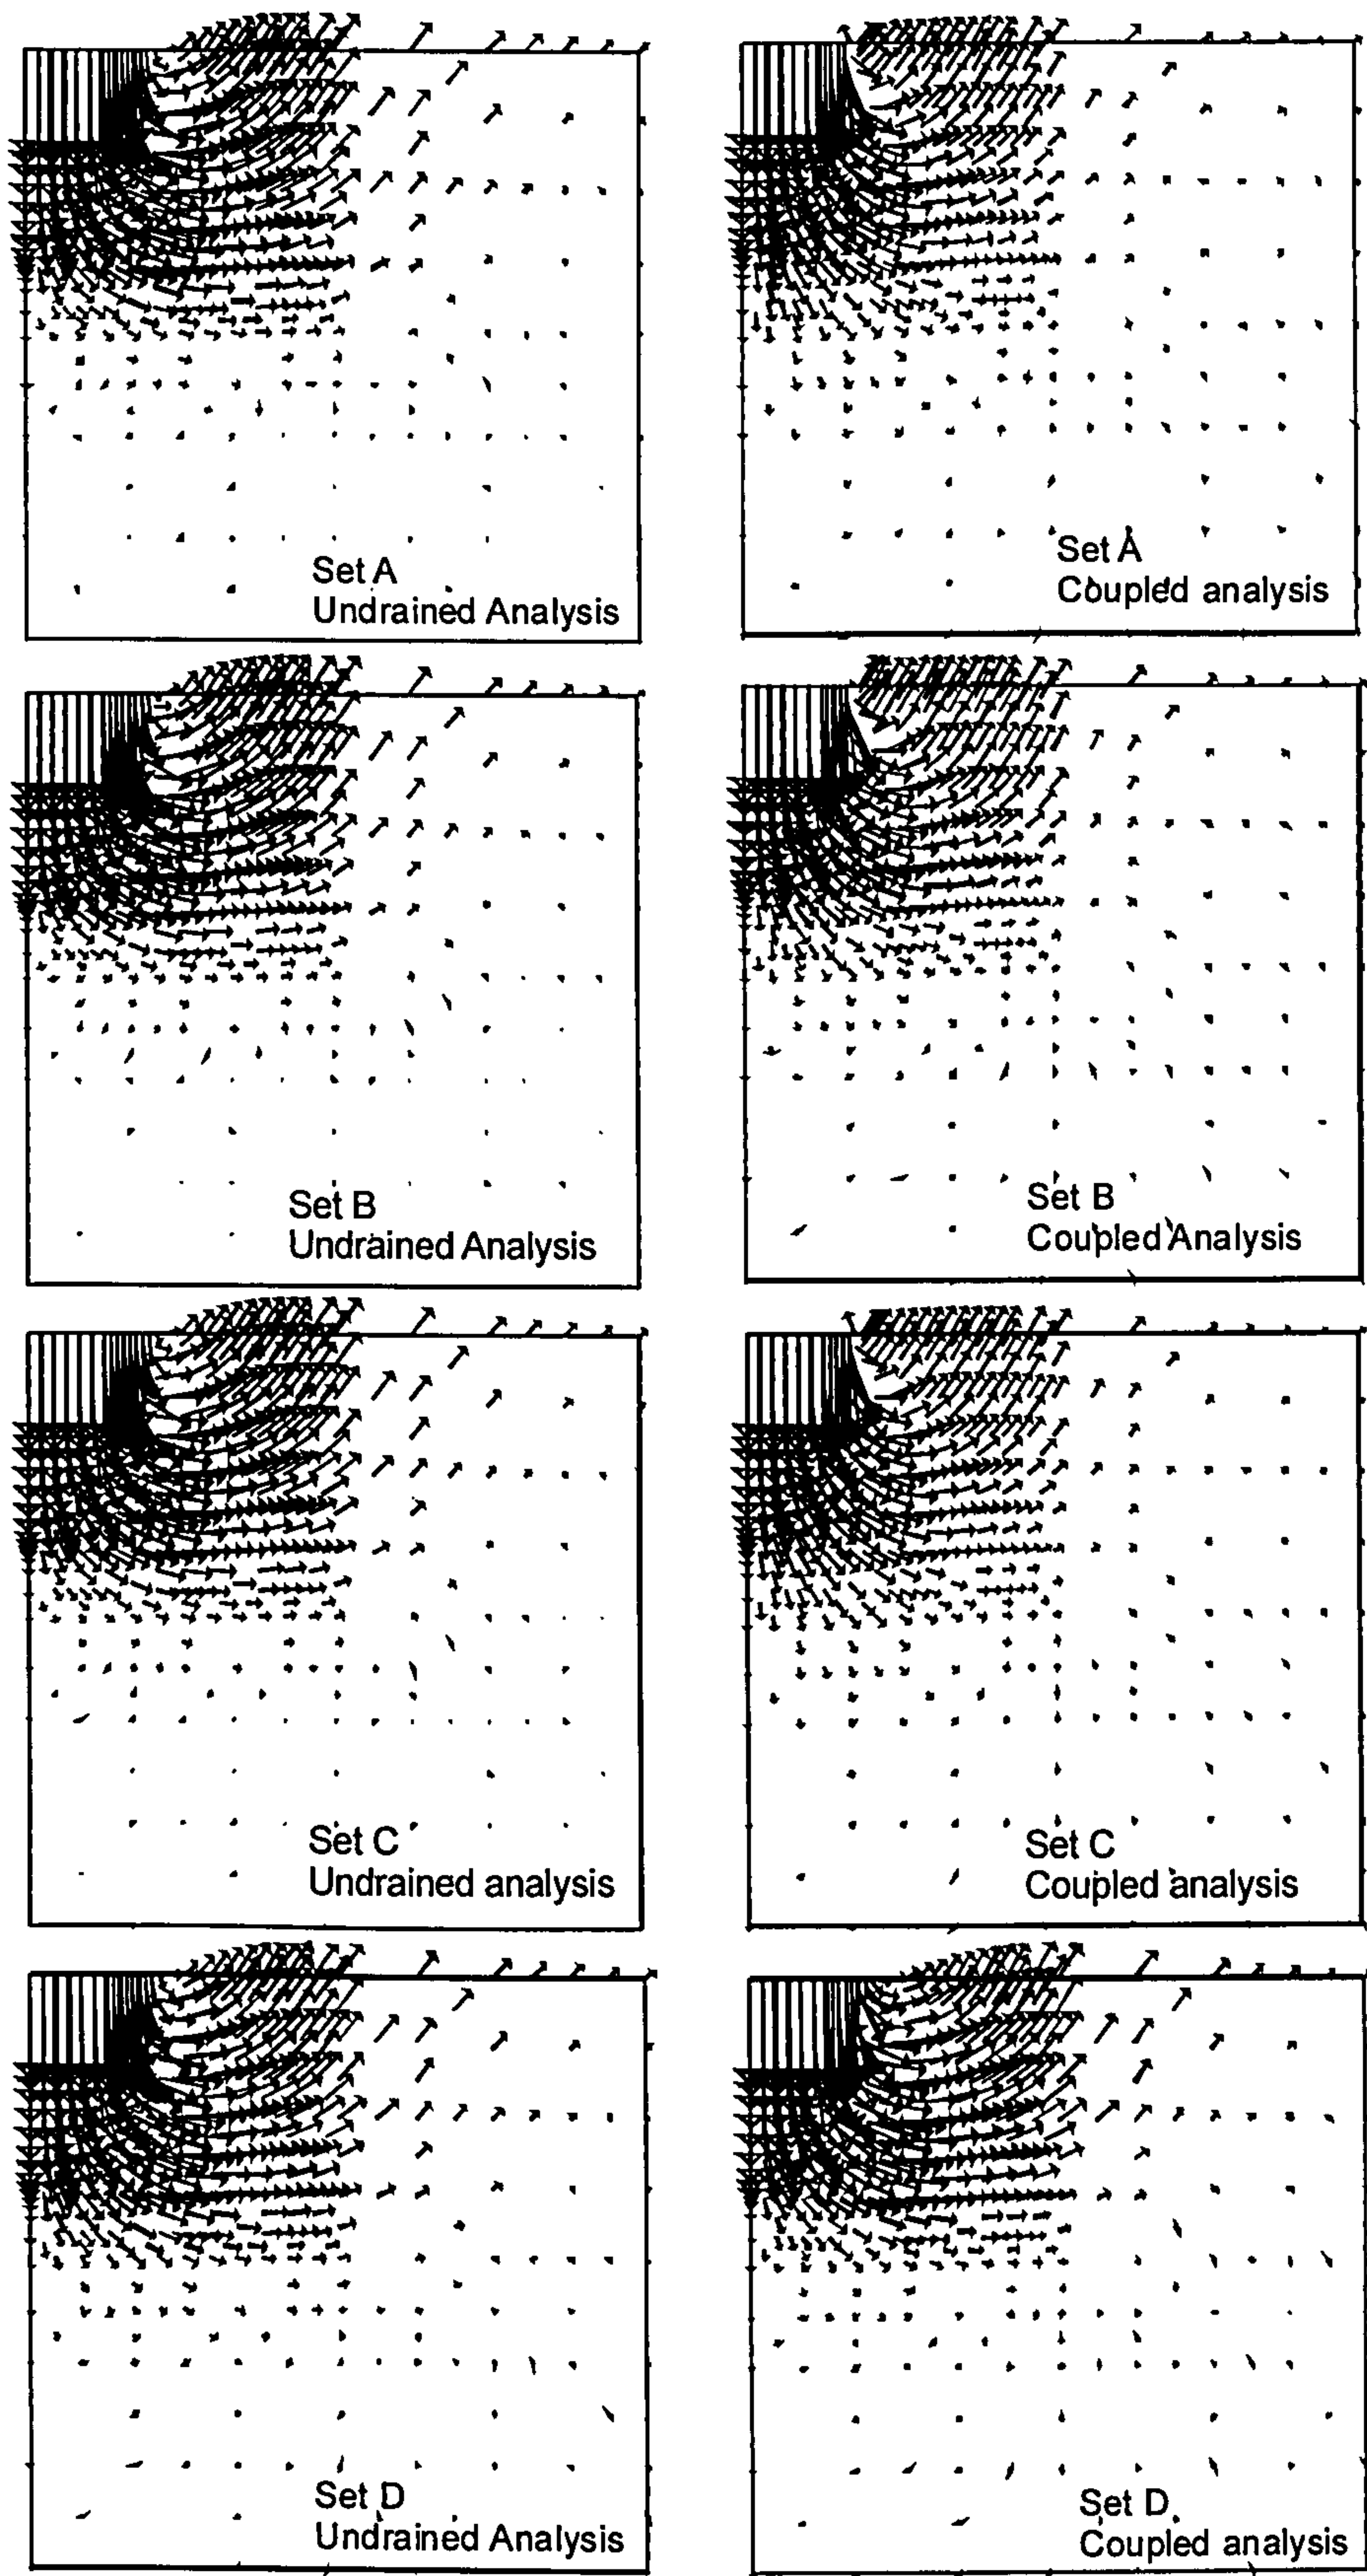 Set A
Undrained Analysis
Set A
Coupled analysis
Set B
Undrained Analysis
Set B
Coupled Analysis
Set C
Undrained analysis
Set C
Coupled analysis
Set D
Undrained Analysis
Set D
Coupled analysis